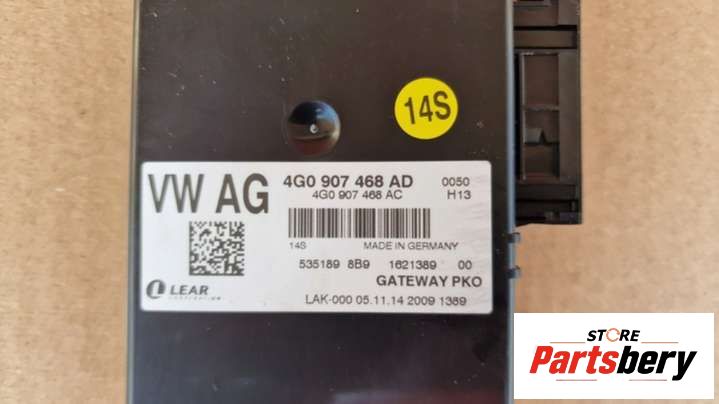 14S
VW AG
4G0 907 468 AD 0050
4G0 907 468 AC H13
14S MADE IN GERMANY
535189 8B9 1621389 00
LEAR
CORPORATION
GATEWAY PKO
LAK-000 05.11.14 2009 1389
STORE
Partsbery